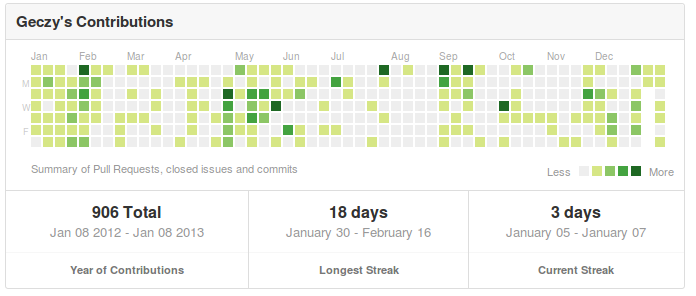 Geczy's Contributions
Jan Feb Mar Apr May Jun Jul Aug Sep Oct Nov Dec
M
W
F
Summary of Pull Requests, closed issues and commits
Less More
906 Total 18 days 3 days
Jan 08 2012 - Jan 08 2013 January 30 - February 16 January 05 - January 07
Year of Contributions Longest Streak Current Streak